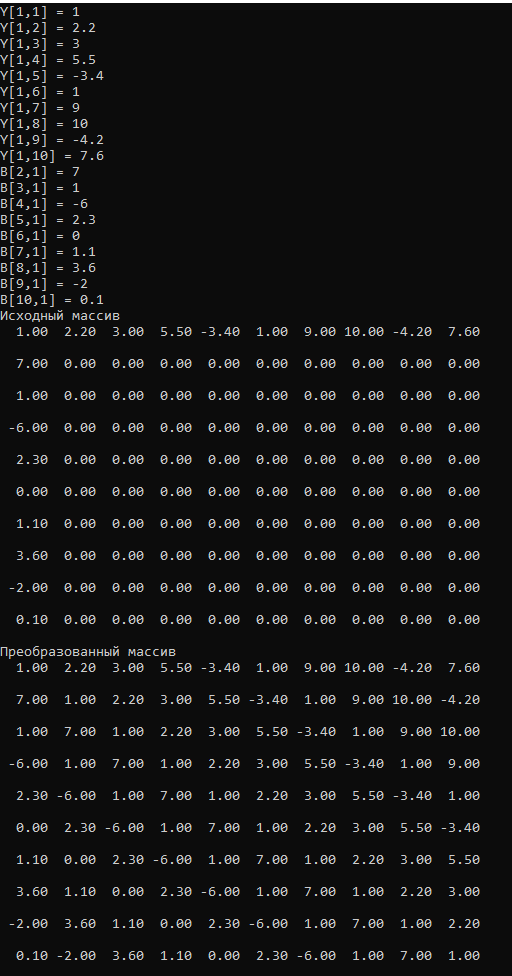 Y[1,1] = 1
Y[1,2] = 2.2
Y[1,3] = 3
Y[1,4] = 5.5
Y[1,5] = -3.4
Y[1,6] = 1
Y[1,7] = 9
Y[1,8] = 10
Y[1,9] = -4.2
Y[1,10] = 7.6
B[2,1] = 7
B[3,1] = 1
B[4,1] = -6
B[5,1] = 2.3
B[6,1] = 0
B[7,1] = 1.1
B[8,1] = 3.6
B[9,1] = -2
B[10,1] = 0.1
Исходный массив
1.00 2.20 3.00 5.50 -3.40 1.00 9.00 10.00 -4.20 7.60
7.00 0.00 0.00 0.00 0.00 0.00 0.00 0.00 0.00 0.00
1.00 0.00 0.00 0.00 0.00 0.00 0.00 0.00 0.00 0.00
-6.00 0.00 0.00 0.00 0.00 0.00 0.00 0.00 0.00 0.00
2.30 0.00 0.00 0.00 0.00 0.00 0.00 0.00 0.00 0.00
0.00 0.00 0.00 0.00 0.00 0.00 0.00 0.00 0.00 0.00
1.10 0.00 0.00 0.00 0.00 0.00 0.00 0.00 0.00 0.00
3.60 0.00 0.00 0.00 0.00 0.00 0.00 0.00 0.00 0.00
-2.00 0.00 0.00 0.00 0.00 0.00 0.00 0.00 0.00 0.00
0.10 0.00 0.00 0.00 0.00 0.00 0.00 0.00 0.00 0.00
Преобразованный массив
1.00 2.20 3.00 5.50 -3.40 1.00 9.00 10.00 -4.20 7.60
7.00 1.00 2.20 3.00 5.50 -3.40 1.00 9.00 10.00 -4.20
1.00 7.00 1.00 2.20 3.00 5.50 -3.40 1.00 9.00 10.00
-6.00 1.00 7.00 1.00 2.20 3.00 5.50 -3.40 1.00 9.00
2.30 -6.00 1.00 7.00 1.00 2.20 3.00 5.50 -3.40 1.00
0.00 2.30 -6.00 1.00 7.00 1.00 2.20 3.00 5.50 -3.40
1.10 0.00 2.30 -6.00 1.00 7.00 1.00 2.20 3.00 5.50
3.60 1.10 0.00 2.30 -6.00 1.00 7.00 1.00 2.20 3.00
-2.00 3.60 1.10 0.00 2.30 -6.00 1.00 7.00 1.00 2.20
0.10 -2.00 3.60 1.10 0.00 2.30 -6.00 1.00 7.00 1.00